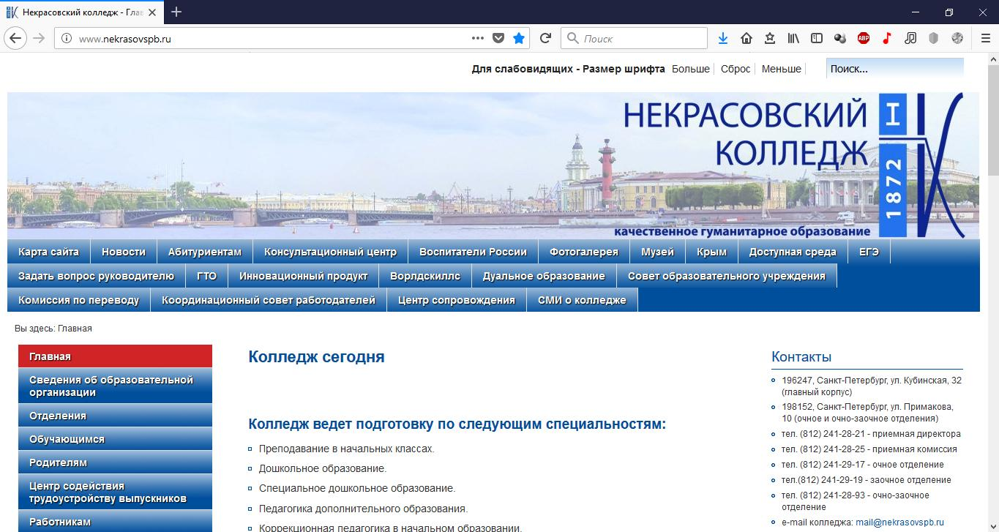 Некрасовский колледж - Глав
www.nekrasovspb.ru
Поиск
ABP
Для слабовидящих - Размер шрифта Больше Сброс Меньше
Поиск...
НЕКРАСОВСКИЙ
КОЛЛЕДЖ
1872
качественное гуманитарное образование
Карта сайта Новости Абитуриентам Консультационный центр Воспитатели России Фотогалерея Музей Крым Доступная среда ЕГЭ
Задать вопрос руководителю ГТО Инновационный продукт Ворлдскиллс Дуальное образование Совет образовательного учреждения
Комиссия по переводу Координационный совет работодателей Центр сопровождения СМИ о колледже
Вы здесь: Главная
Главная
Сведения об образовательной
организации
Отделения
Обучающимся
Родителям
Центр содействия
трудоустройству выпускников
Работникам
Колледж сегодня
Колледж ведет подготовку по следующим специальностям:
Преподавание в начальных классах.
Дошкольное образование.
Специальное дошкольное образование.
Педагогика дополнительного образования.
Коррекционная педагогика в начальном образовании.
Контакты
196247, Санкт-Петербург, ул. Кубинская, 32
(главный корпус)
198152, Санкт-Петербург, ул. Примакова,
10 (очное и очно-заочное отделения)
тел. (812) 241-28-21 - приемная директора
тел. (812) 241-28-25 - приемная комиссия
тел. (812) 241-29-17 - очное отделение
тел.(812) 241-29-19 - заочное отделение
тел. (812) 241-28-93 - очно-заочное
отделение
e-mail колледжа: mail@nekrasovspb.ru